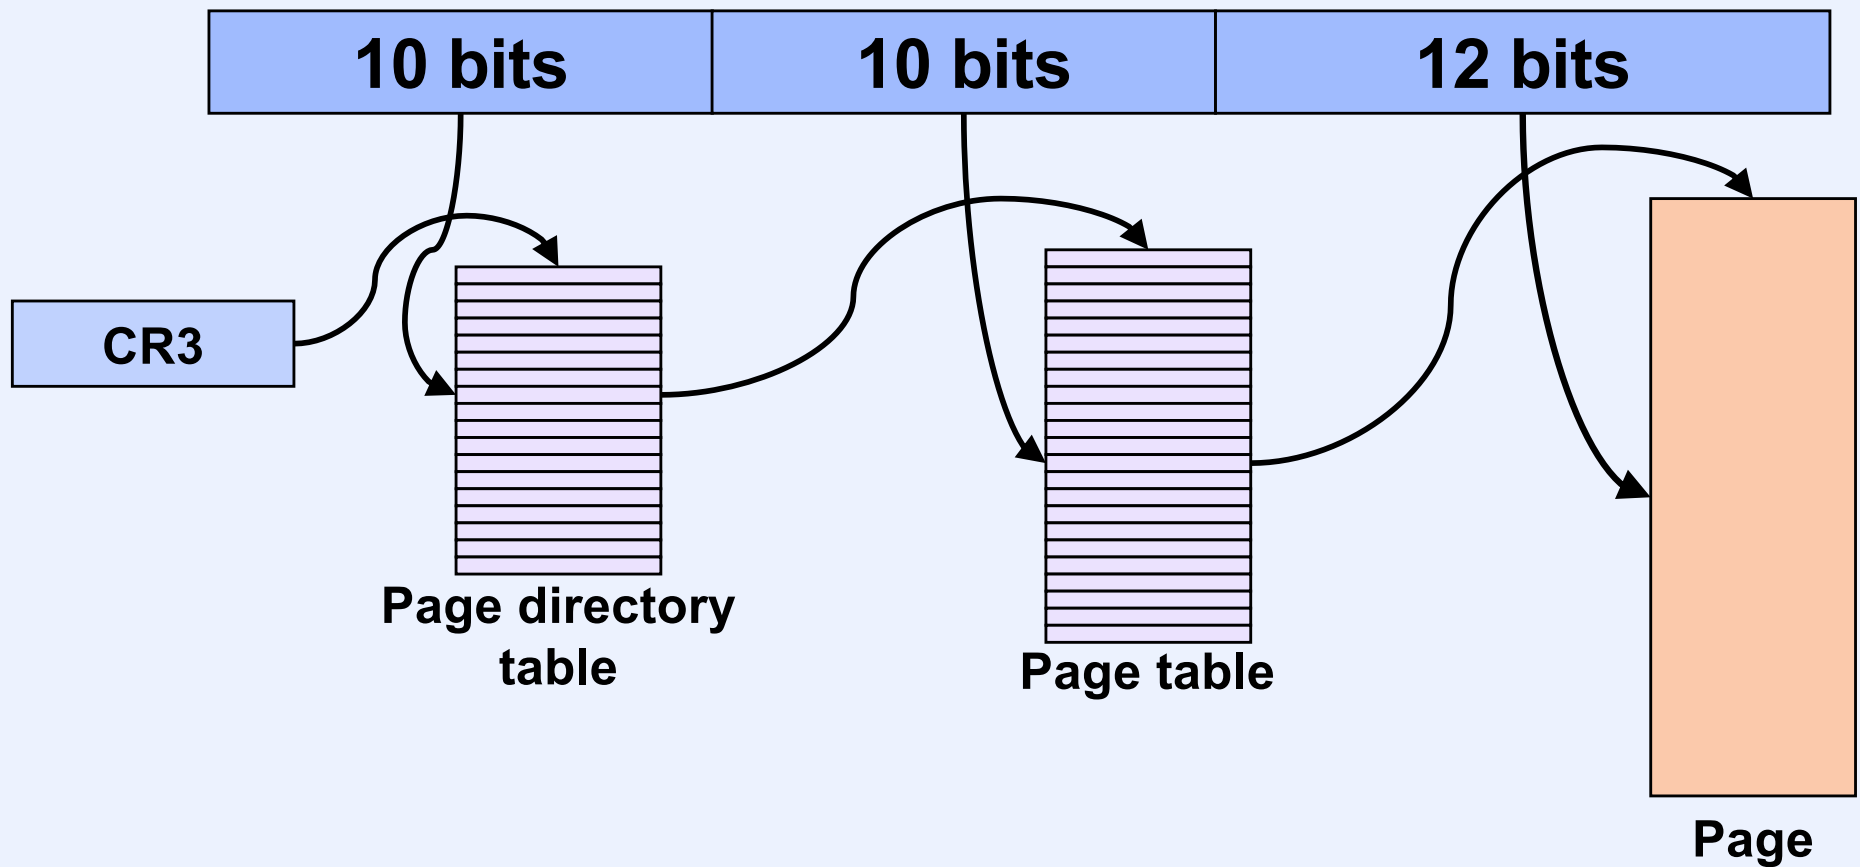 10 bits
10 bits
12 bits
CR3
Page directory
table
Page table
Page